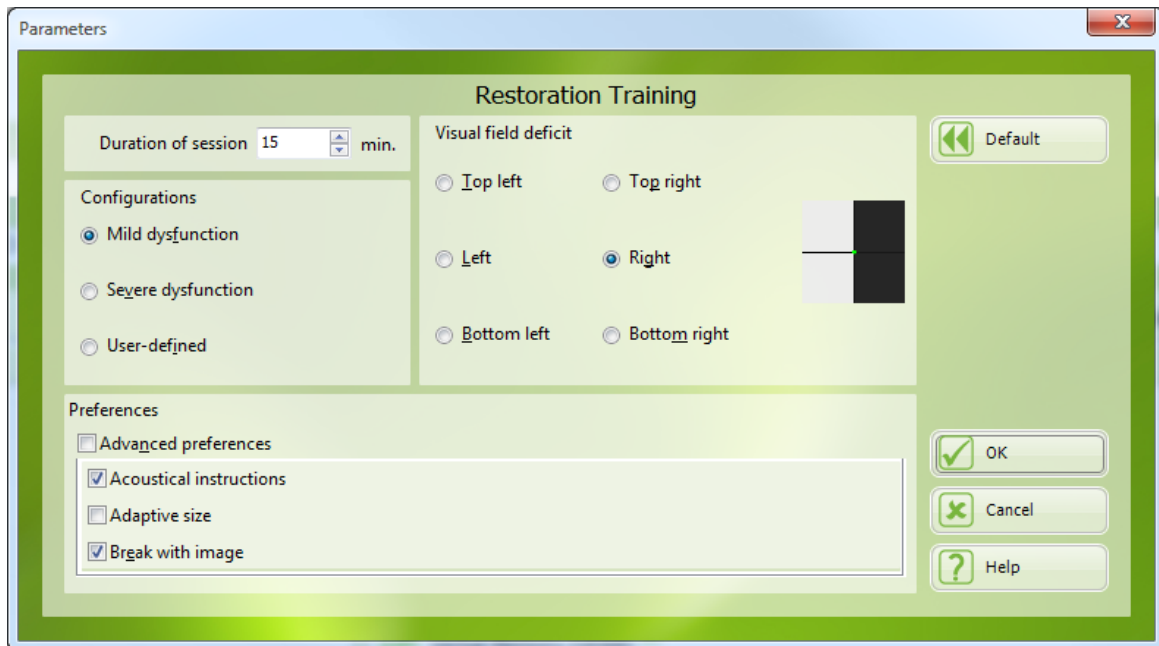 Parameters
Restoration Training
Duration of session 15 min.
Configurations
Mild dysfunction
Severe dysfunction
User-defined
Visual field deficit
Top left Top right
Left Right
Bottom left Bottom right
Default
Preferences
Advanced preferences
Acoustical instructions
Adaptive size
Break with image
OK
Cancel
Help